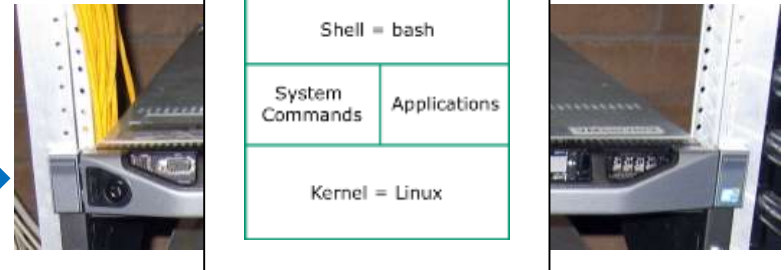 Shell = bash
System
Commands
Applications
Kernel = Linux